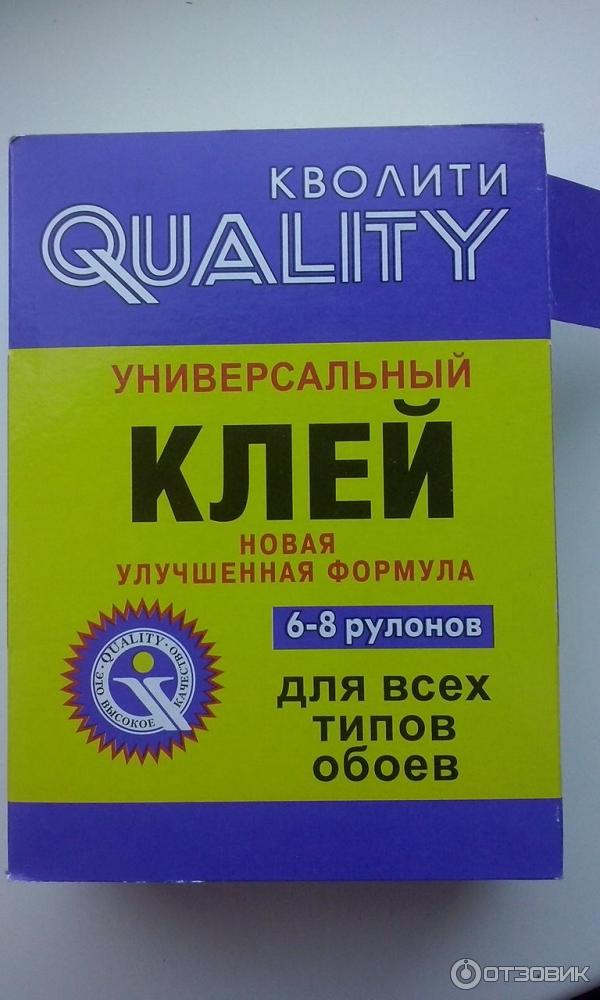 КВОЛИТИ
QUALITY
УНИВЕРСАЛЬНЫЙ
КЛЕЙ
НОВАЯ
УЛУЧШЕННАЯ ФОРМУЛА
6-8 рулонов
для всех
типов
обоев
·QUALITY· ЭТО ВЫСОКОЕ КАЧЕСТВО
ОТЗОВИК